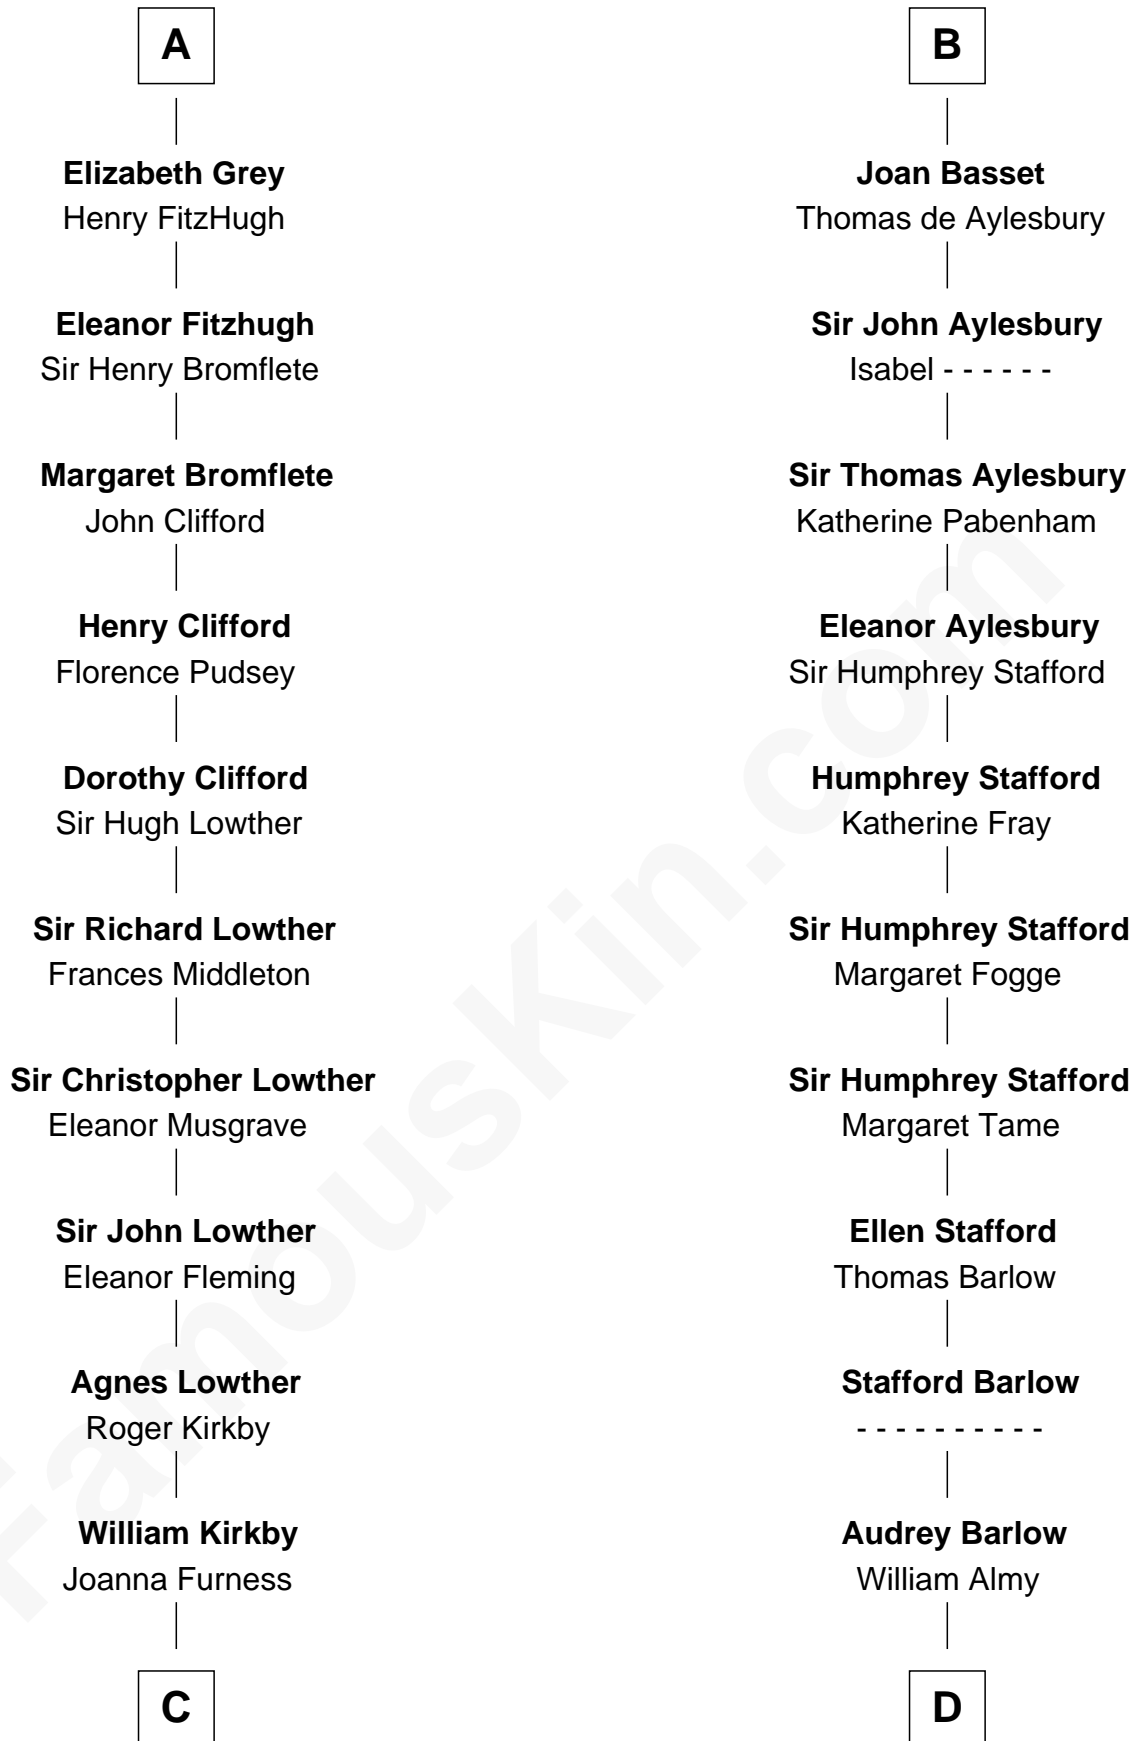 A
Elizabeth Grey
Henry FitzHugh
Eleanor Fitzhugh
Sir Henry Bromflete
Margaret Bromflete
John Clifford
Henry Clifford
Florence Pudsey
Dorothy Clifford
Sir Hugh Lowther
Sir Richard Lowther
Frances Middleton
Sir Christopher Lowther
Eleanor Musgrave
Sir John Lowther
Eleanor Fleming
Agnes Lowther
Roger Kirkby
William Kirkby
Joanna Furness
C
B
Joan Basset
Thomas de Aylesbury
Sir John Aylesbury
Isabel - - - - - -
Sir Thomas Aylesbury
Katherine Pabenham
Eleanor Aylesbury
Sir Humphrey Stafford
Humphrey Stafford
Katherine Fray
Sir Humphrey Stafford
Margaret Fogge
Sir Humphrey Stafford
Margaret Tame
Ellen Stafford
Thomas Barlow
Stafford Barlow
- - - - - - - - - -
Audrey Barlow
William Almy
D
FamousKin.com